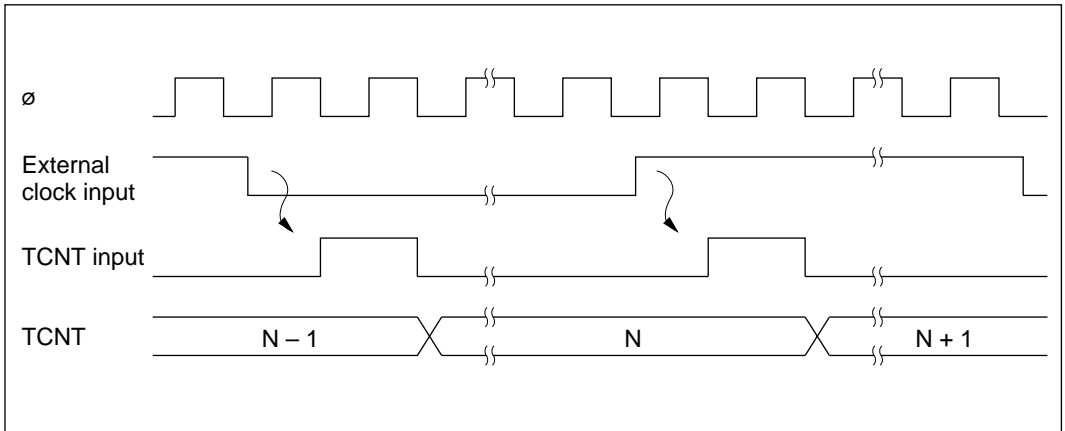 ø
External
clock input
TCNT input
TCNT
N – 1
N
N + 1